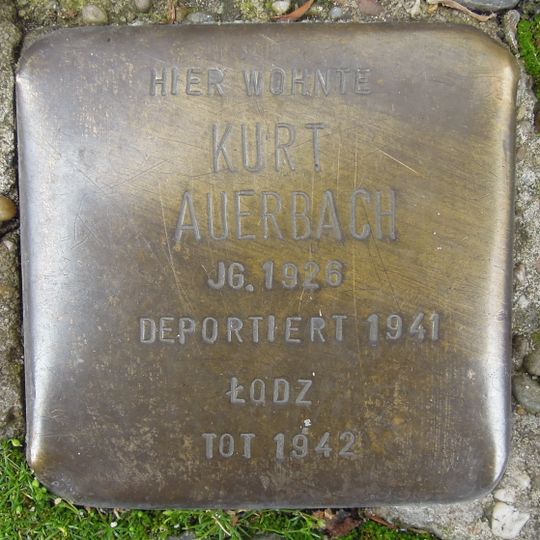 HIER WOHNTE
KURT
AUERBACH
JG. 1926
DEPORTIERT 1941
ŁODZ
TOT 1942